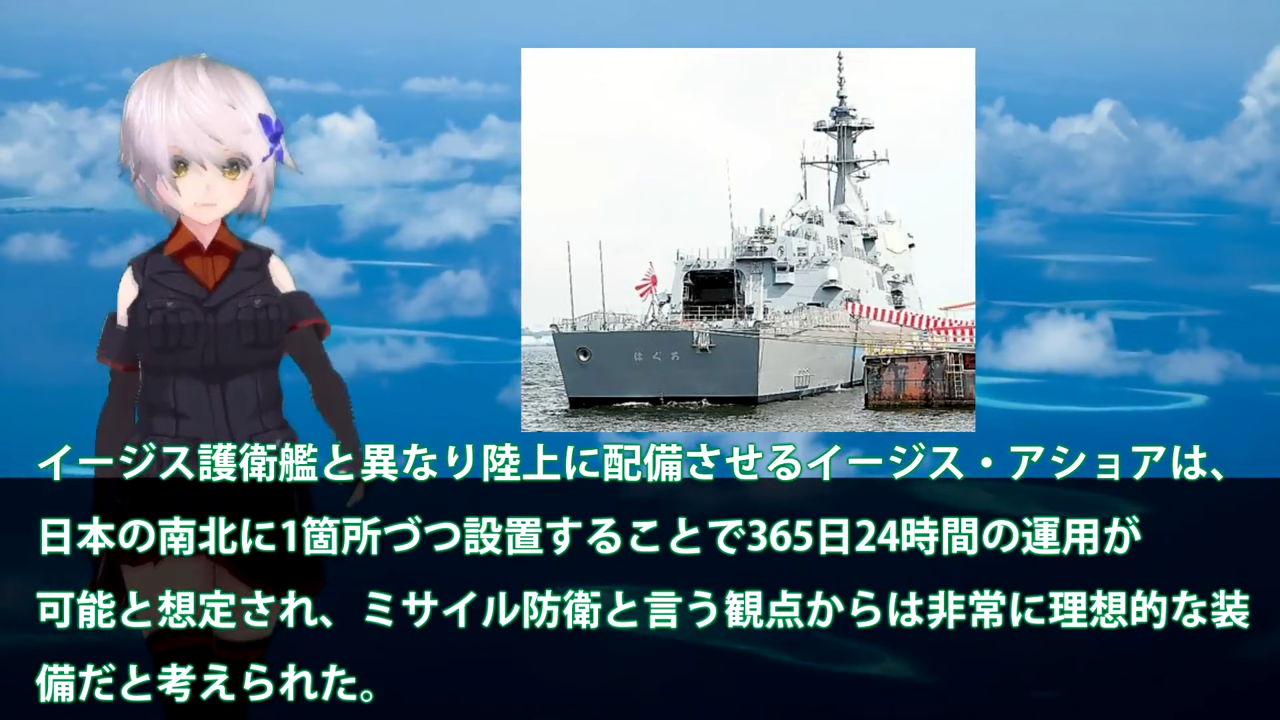 はぐろ
イージス護衛艦と異なり陸上に配備させるイージス・アショアは、
日本の南北に1箇所づつ設置することで365日24時間の運用が
可能と想定され、ミサイル防衛と言う観点からは非常に理想的な装
備だと考えられた。